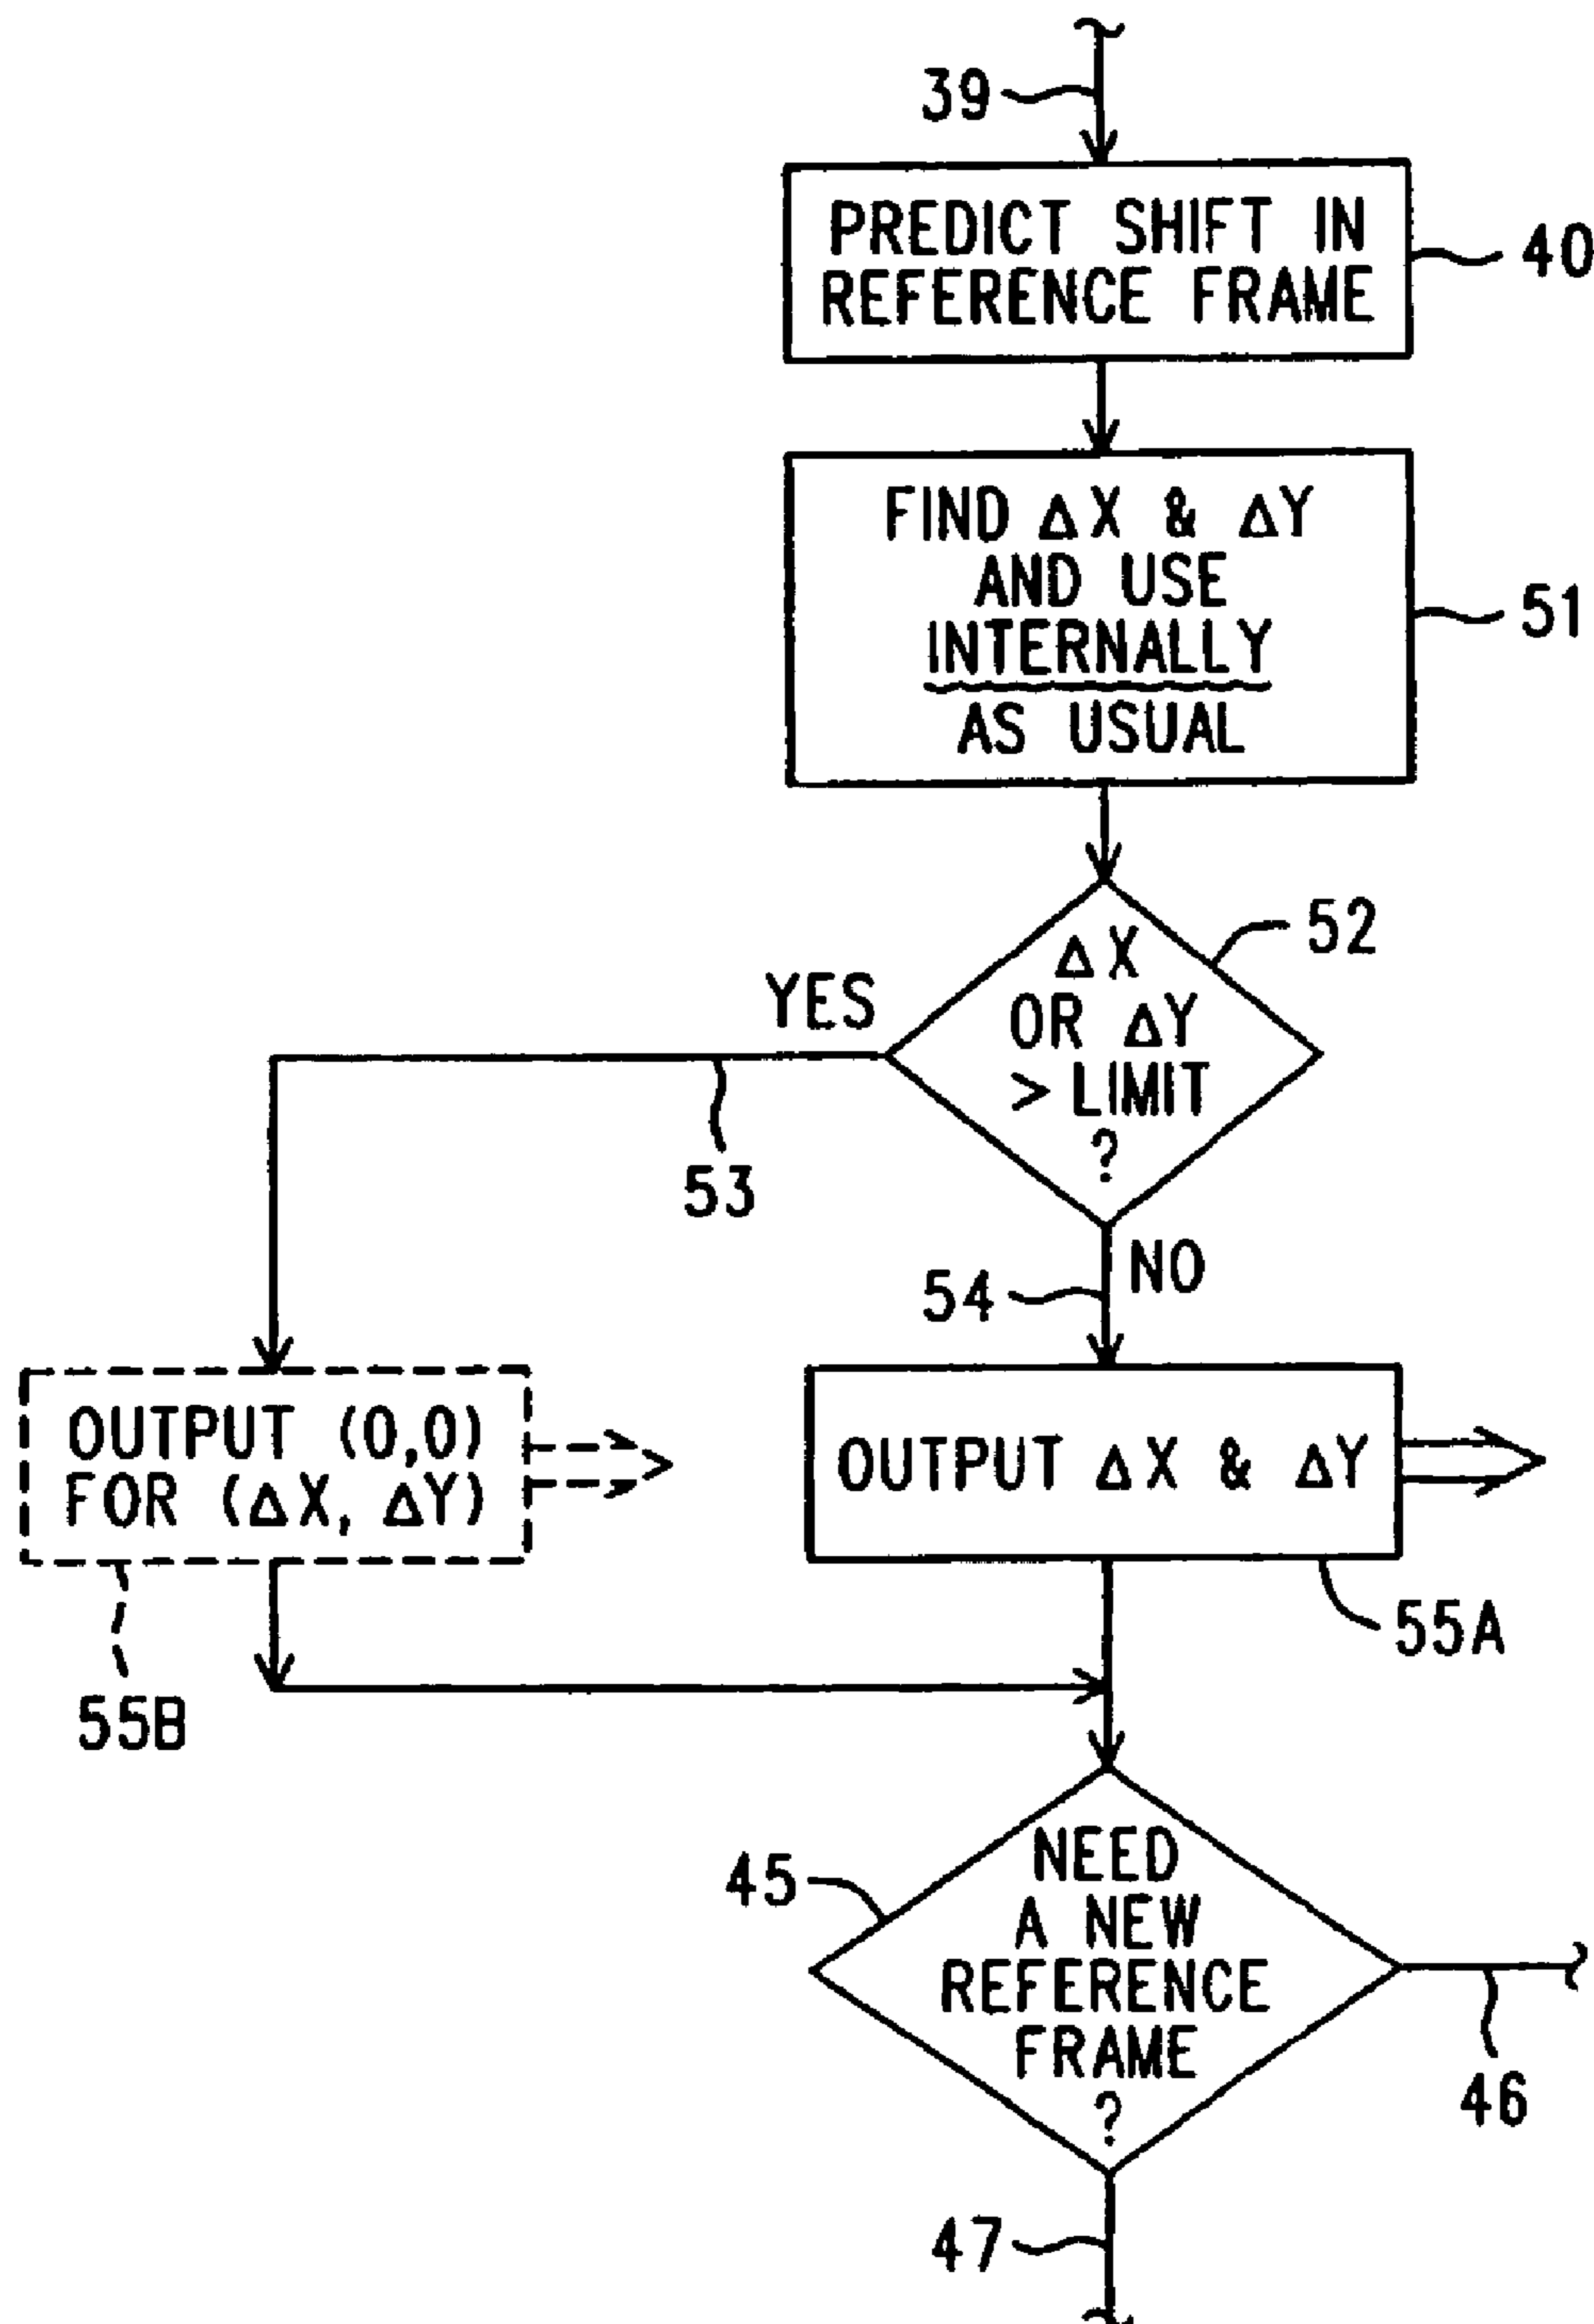 39
PREDICT SHIFT IN
REFERENCE FRAME
40
FIND ΔX & ΔY
AND USE
INTERNALLY
AS USUAL
51
ΔX
OR ΔY
> LIMIT
?
52
YES
53
NO
54
OUTPUT (0,0)
FOR (ΔX, ΔY)
OUTPUT ΔX & ΔY
55A
55B
NEED
A NEW
REFERENCE
FRAME
?
45
46
47